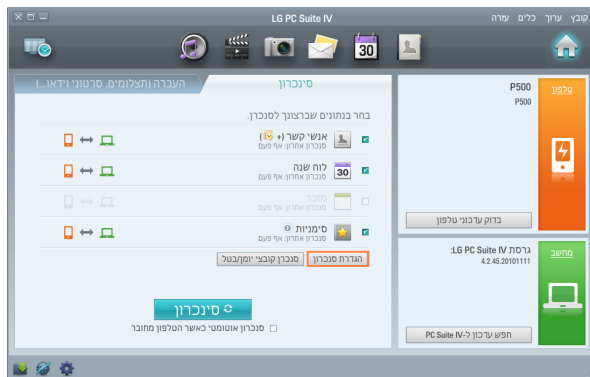 LG PC Suite IV
קובץ ערוך כלים עזרה
30
טלפון
P500
P500
בדוק עדכוני טלפון
מחשב
גרסת LG PC Suite IV:
4.2.45.20101111
חפש עדכון ל-PC Suite IV
סינכרון
העברה (תצלומים, סרטוני וידאו...)
בחר בנתונים שברצונך לסנכרן.
אנשי קשר (+ )
סנכרון אחרון: אף פעם
30
לוח שנה
סנכרון אחרון: אף פעם
מזכר
סנכרון אחרון: אף פעם
סימניות
סנכרון אחרון: אף פעם
הגדרת סנכרון
סנכרן קובצי יומן/בטל
סינכרון
סנכרון אוטומטי כאשר הטלפון מחובר